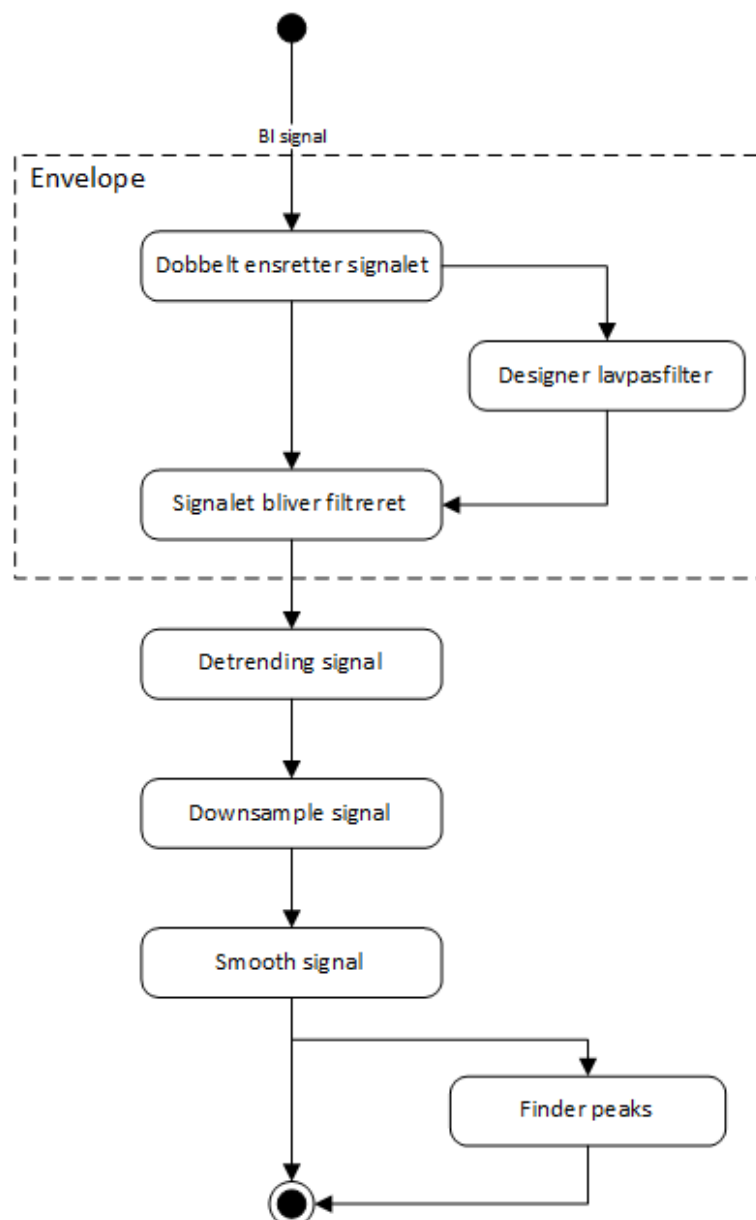 BI signal
Envelope
Dobbelt ensretter signalet
Designer lavpasfilter
Signalet bliver filtreret
Detrending signal
Downsample signal
Smooth signal
Finder peaks